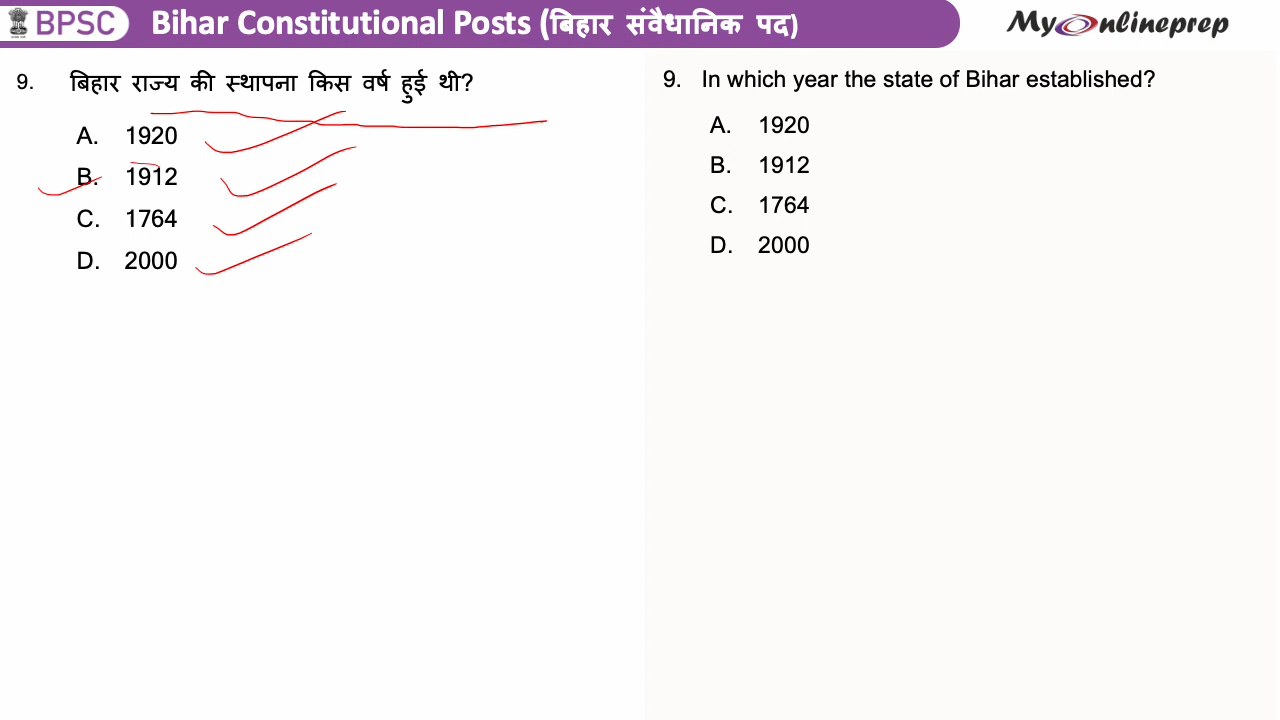 BPSC Bihar Constitutional Posts (बिहार संवैधानिक पद)
MyOnlineprep
9. बिहार राज्य की स्थापना किस वर्ष हुई थी?
A. 1920
B. 1912
C. 1764
D. 2000
9. In which year the state of Bihar established?
A. 1920
B. 1912
C. 1764
D. 2000